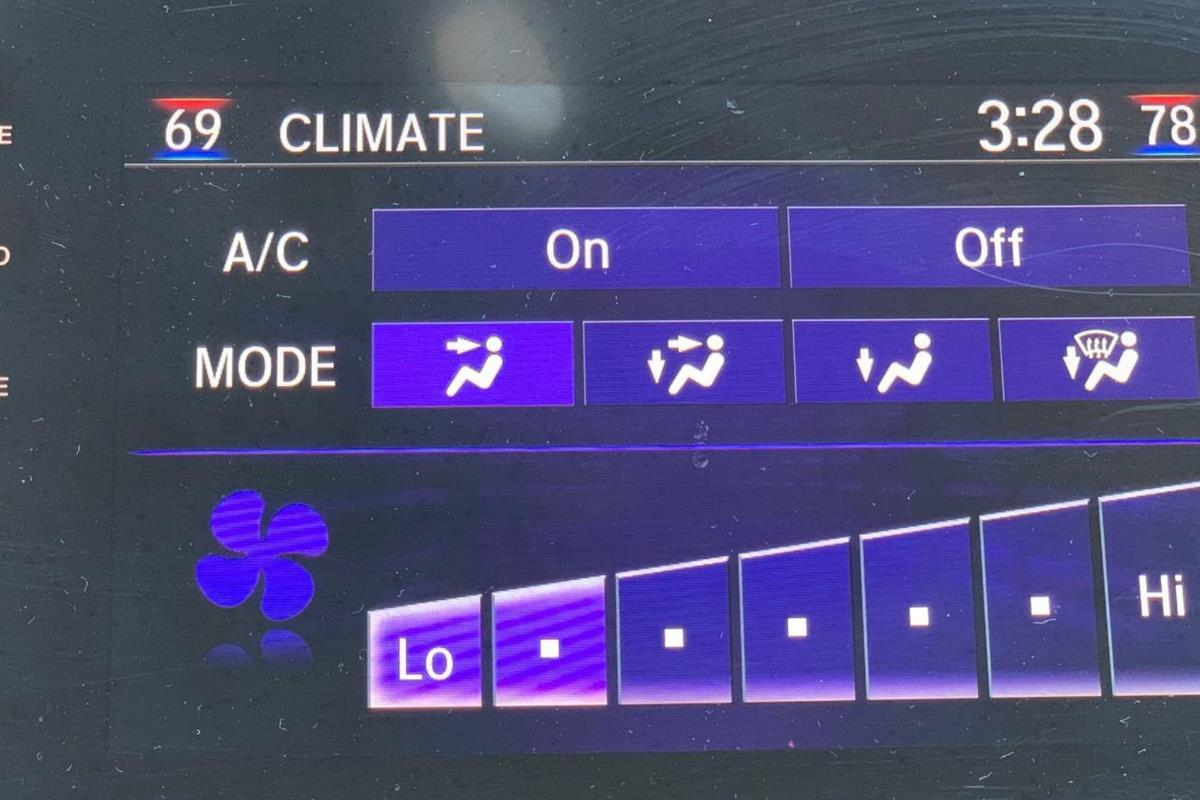 69 CLIMATE 3:28 78
E
A/C On Off
D
MODE
E
Lo Hi